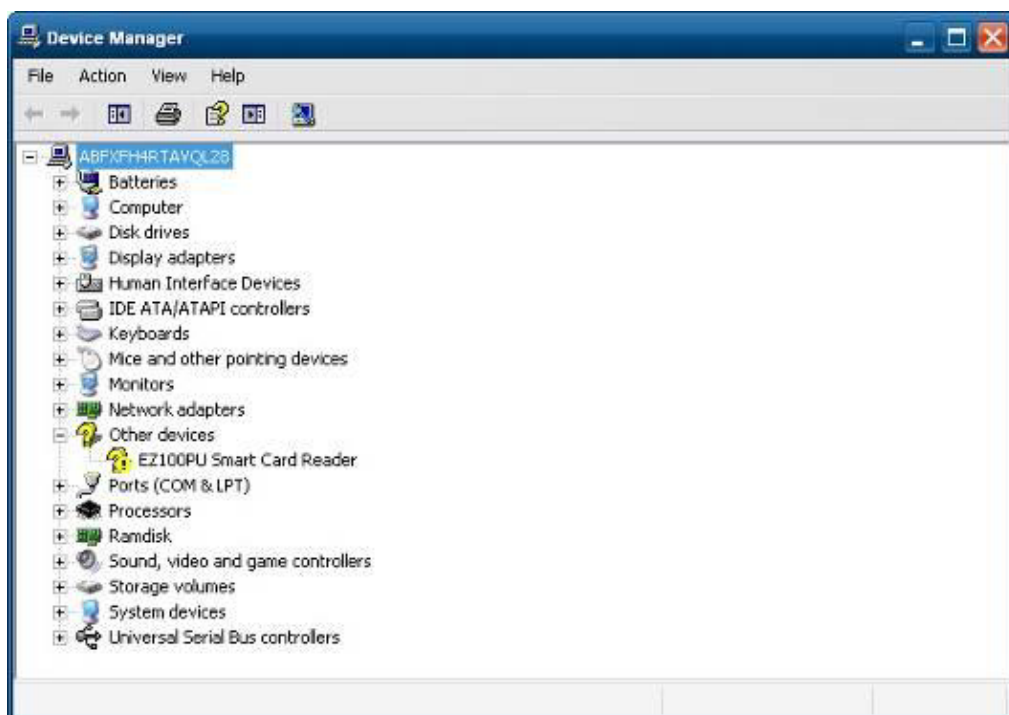 Device Manager
File Action View Help
ABFXFH4RTAVQL28
Batteries
Computer
Disk drives
Display adapters
Human Interface Devices
IDE ATA/ATAPI controllers
Keyboards
Mice and other pointing devices
Monitors
Network adapters
Other devices
EZ100PU Smart Card Reader
Ports (COM & LPT)
Processors
Ramdisk
Sound, video and game controllers
Storage volumes
System devices
Universal Serial Bus controllers